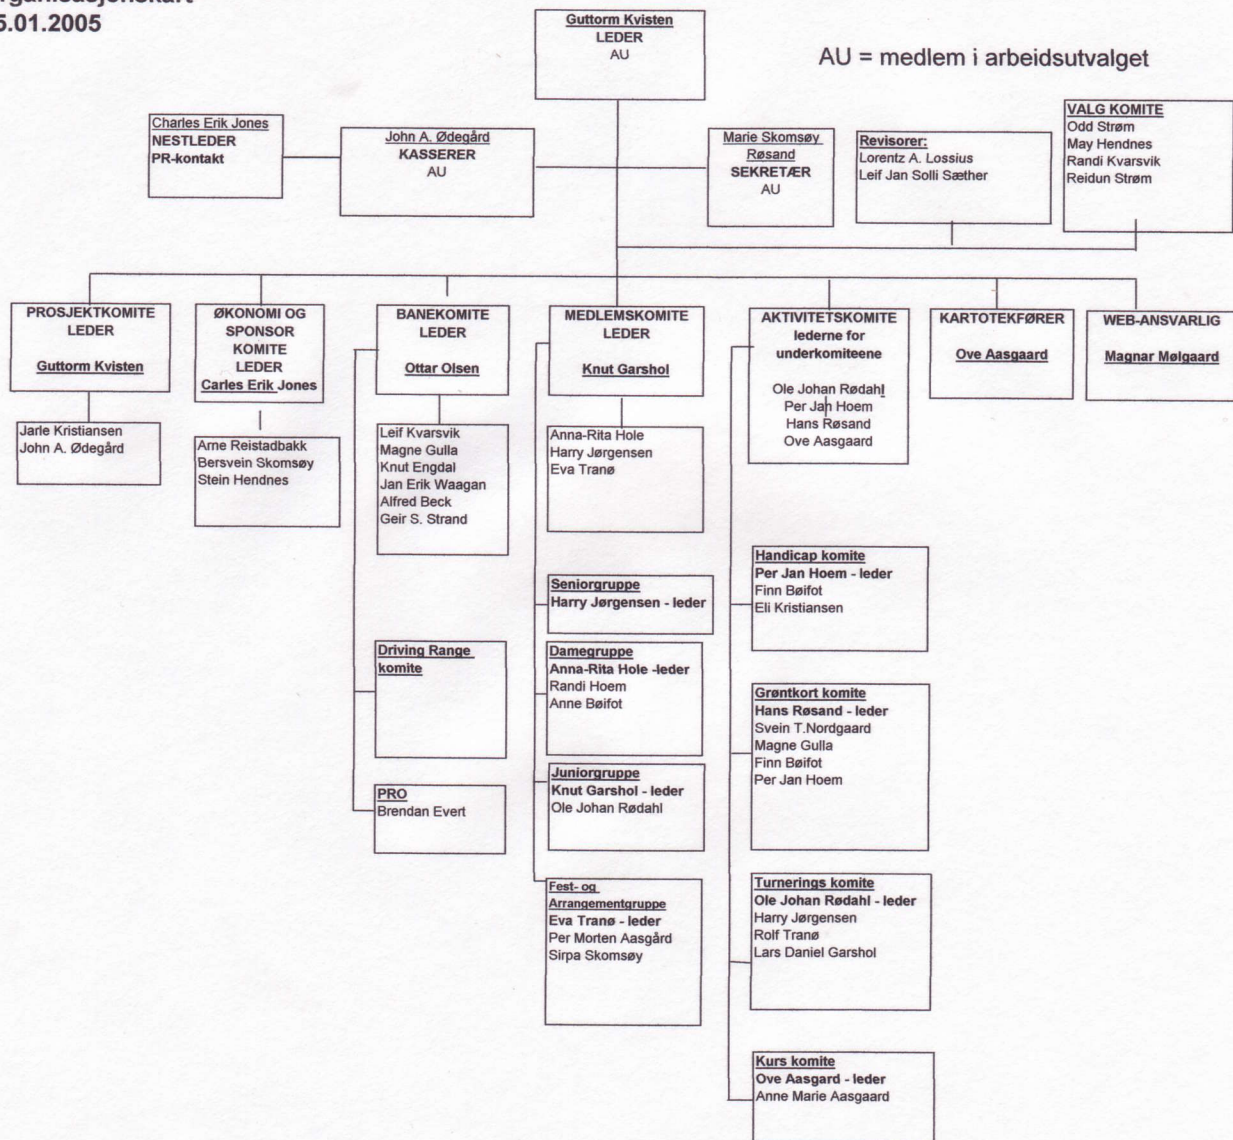 5.01.2005
Guttorm Kvisten
LEDER
AU
AU = medlem i arbeidsutvalget
Charles Erik Jones
NESTLEDER
PR-kontakt
John A. Ødegård
KASSERER
AU
Marie Skomsøy
Røsand
SEKRETÆR
AU
Revisorer:
Lorentz A. Lossius
Leif Jan Solli Sæther
VALG KOMITE
Odd Strøm
May Hendnes
Randi Kvarsvik
Reidun Strøm
PROSJEKTKOMITE
LEDER
Guttorm Kvisten
Jarle Kristiansen
John A. Ødegård
ØKONOMI OG
SPONSOR
KOMITE
LEDER
Carles Erik Jones
Arne Reistadbakk
Bersvein Skomsøy
Stein Hendnes
BANEKOMITE
LEDER
Ottar Olsen
Leif Kvarsvik
Magne Gulla
Knut Engdal
Jan Erik Waagan
Alfred Beck
Geir S. Strand
Driving Range
komite
PRO
Brendan Evert
MEDLEMSKOMITE
LEDER
Knut Garshol
Anna-Rita Hole
Harry Jørgensen
Eva Tranø
Seniorgruppe
Harry Jørgensen - leder
Damegruppe
Anna-Rita Hole -leder
Randi Hoem
Anne Bøifot
Juniorgruppe
Knut Garshol - leder
Ole Johan Rødahl
Fest- og
Arrangementgruppe
Eva Tranø - leder
Per Morten Aasgård
Sirpa Skomsøy
AKTIVITETSKOMITE
lederne for
underkomiteene
Ole Johan Rødahl
Per Jan Hoem
Hans Røsand
Ove Aasgaard
Handicap komite
Per Jan Hoem - leder
Finn Bøifot
Eli Kristiansen
Grøntkort komite
Hans Røsand - leder
Svein T.Nordgaard
Magne Gulla
Finn Bøifot
Per Jan Hoem
Turnerings komite
Ole Johan Rødahl - leder
Harry Jørgensen
Rolf Tranø
Lars Daniel Garshol
Kurs komite
Ove Aasgard - leder
Anne Marie Aasgaard
KARTOTEKFØRER
Ove Aasgaard
WEB-ANSVARLIG
Magnar Mølgaard